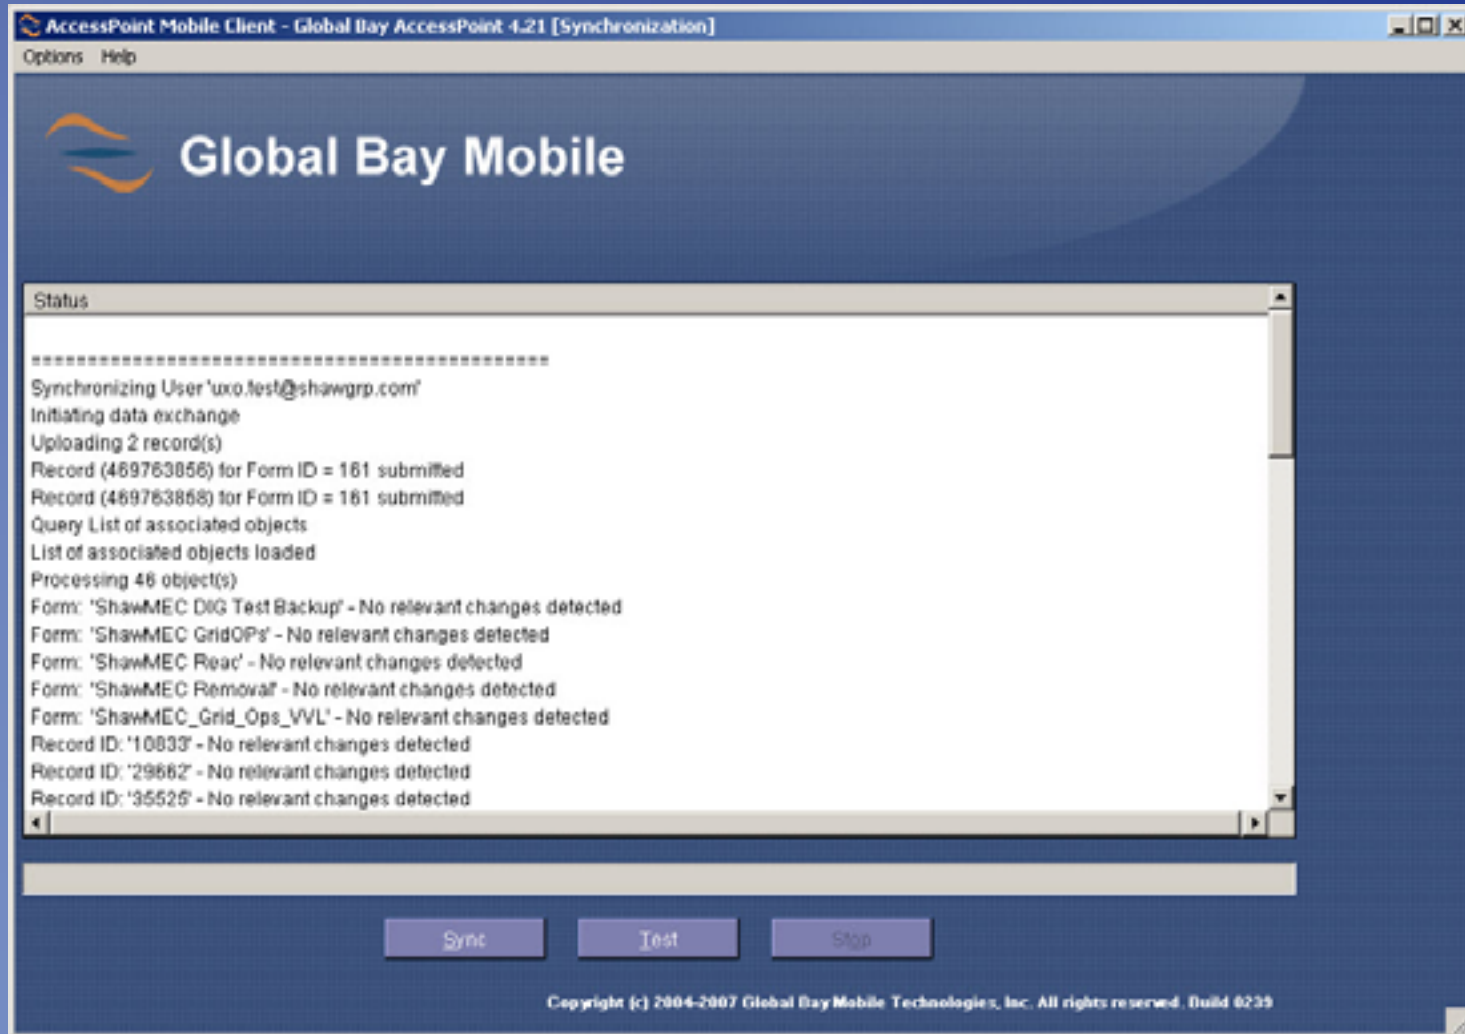 AccessPoint Mobile Client - Global Bay AccessPoint 4.21 [Synchronization]
Options Help
Global Bay Mobile
Status
===============================================
Synchronizing User 'uxo.test@shawgrp.com'
Initiating data exchange
Uploading 2 record(s)
Record (469763856) for Form ID = 161 submitted
Record (469763858) for Form ID = 161 submitted
Query List of associated objects
List of associated objects loaded
Processing 46 object(s)
Form: 'ShawMEC DIG Test Backup' - No relevant changes detected
Form: 'ShawMEC GridOPs' - No relevant changes detected
Form: 'ShawMEC Reac' - No relevant changes detected
Form: 'ShawMEC Removal' - No relevant changes detected
Form: 'ShawMEC_Grid_Ops_VVL' - No relevant changes detected
Record ID: '10833' - No relevant changes detected
Record ID: '29662' - No relevant changes detected
Record ID: '35525' - No relevant changes detected
Sync Test Stop
Copyright (c) 2004-2007 Global Bay Mobile Technologies, Inc. All rights reserved. Build 0239